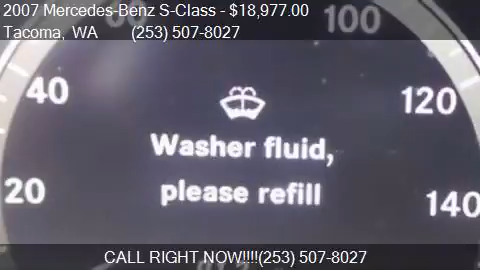 2007 Mercedes-Benz S-Class - $18,977.00
Tacoma, WA (253) 507-8027
100
40
120
Washer fluid,
20
please refill
140
CALL RIGHT NOW!!!!(253) 507-8027